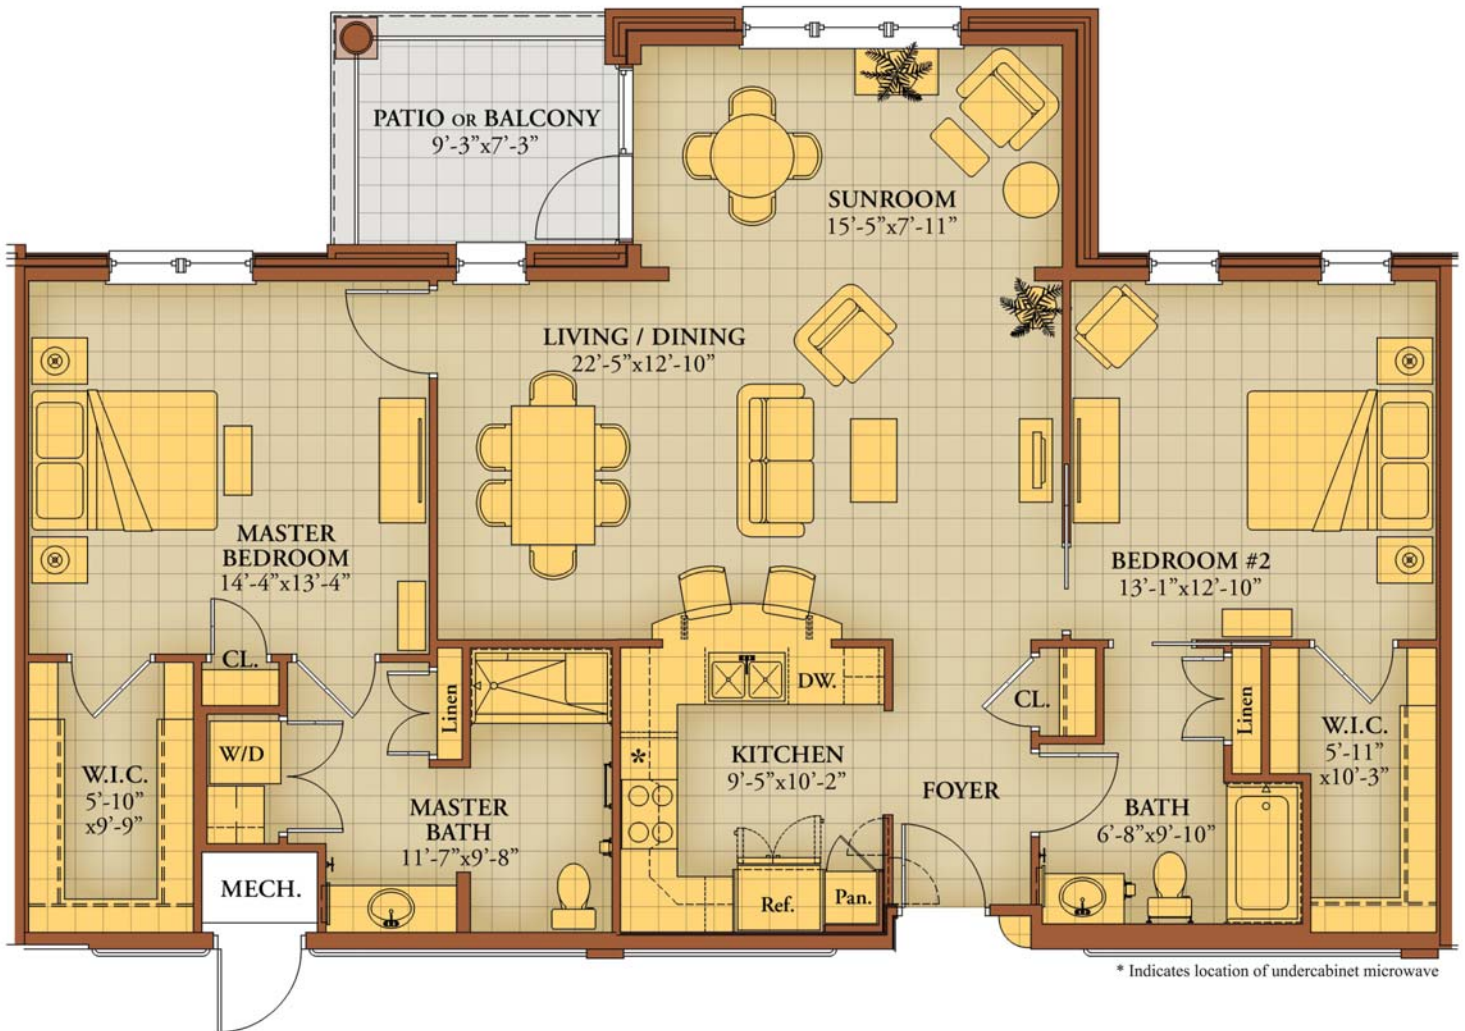 PATIO OR BALCONY
9'-3"x7'-3"
SUNROOM
15'-5"x7'-11"
LIVING / DINING
22'-5"x12'-10"
MASTER
BEDROOM
14'-4"x13'-4"
BEDROOM #2
13'-1"x12'-10"
CL.
Linen
DW.
CL.
Linen
W.I.C.
5'-11"
x10'-3"
W/D
*
KITCHEN
9'-5"x10'-2"
W.I.C.
5'-10"
x9'-9"
FOYER
MASTER
BATH
11'-7"x9'-8"
BATH
6'-8"x9'-10"
MECH.
Ref.
Pan.
* Indicates location of undercabinet microwave